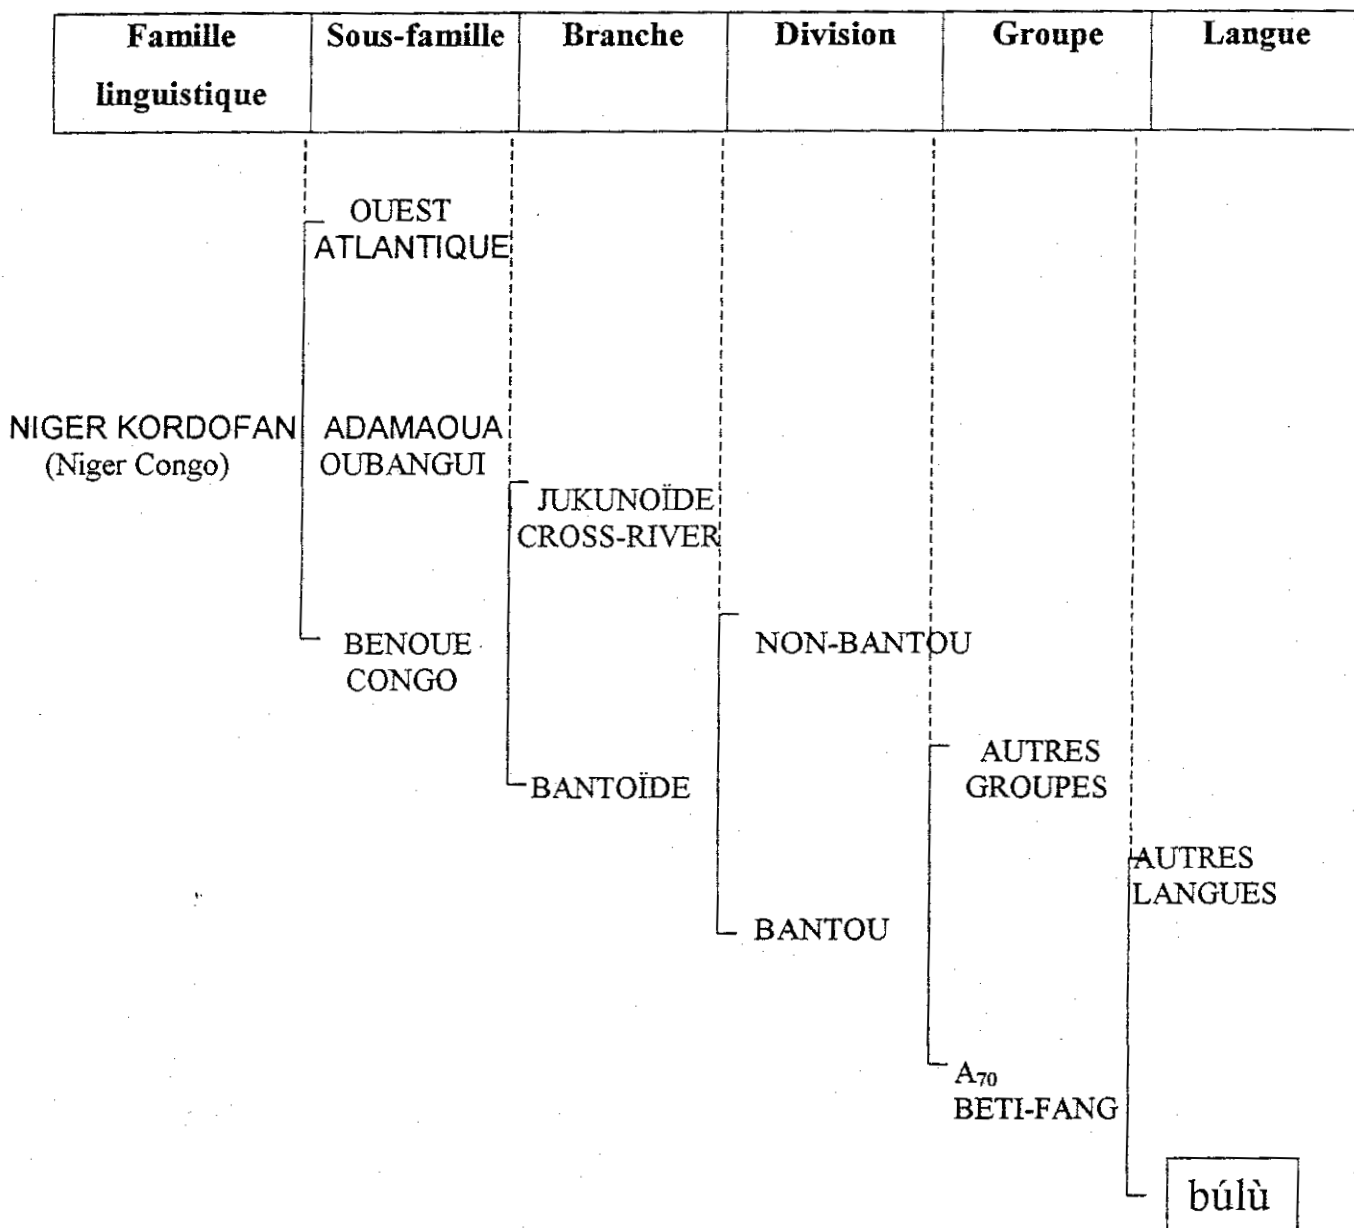 Famille linguistique
Sous-famille
Branche
Division
Groupe
Langue
OUEST
ATLANTIQUE
NIGER KORDOFAN
(Niger Congo)
ADAMAOUA
OUBANGUI
JUKUNOÏDE
CROSS-RIVER
BENOUE
CONGO
NON-BANTOU
BANTOÏDE
AUTRES
GROUPES
AUTRES
LANGUES
BANTOU
A₇₀
BETI-FANG
búlù